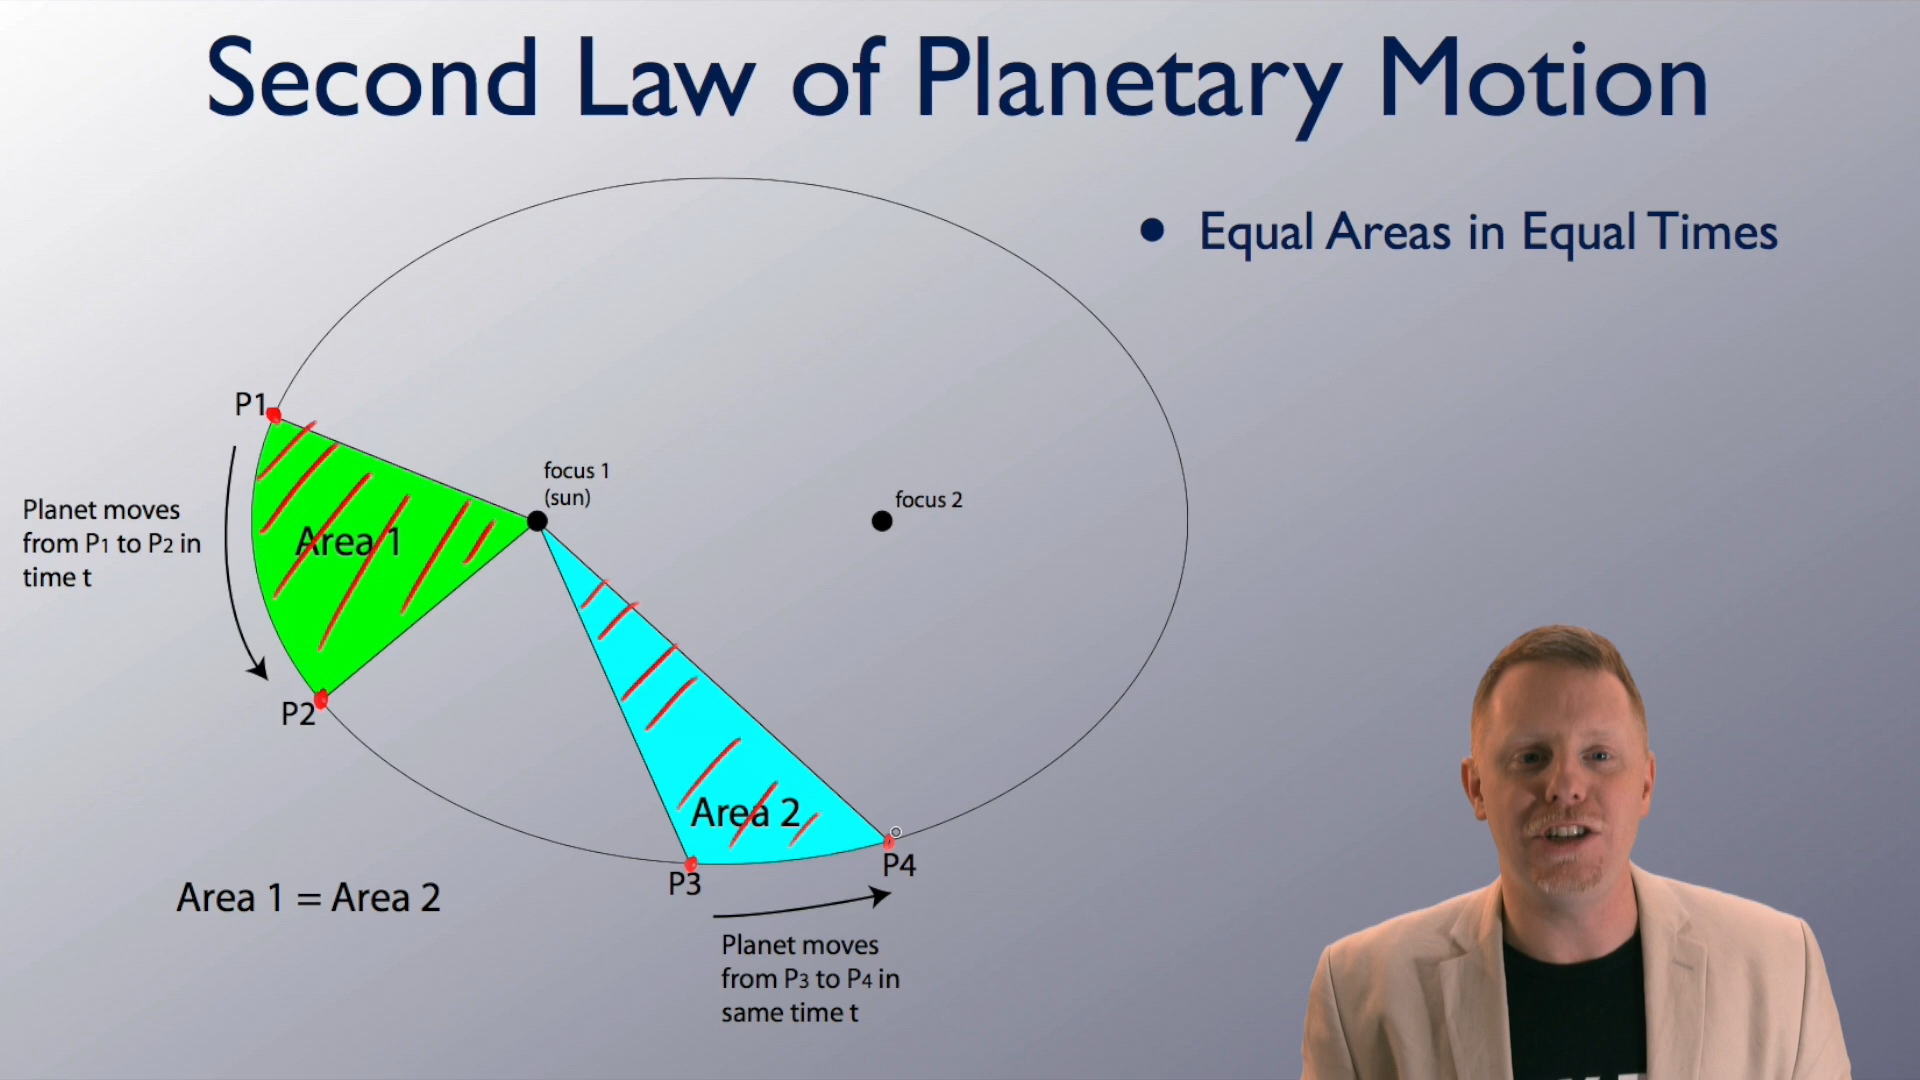 Second Law of Planetary Motion
• Equal Areas in Equal Times
P1
focus 1
(sun)
focus 2
Planet moves
from P1 to P2 in
time t
Area 1
P2
Area 2
P3
P4
Area 1 = Area 2
Planet moves
from P3 to P4 in
same time t